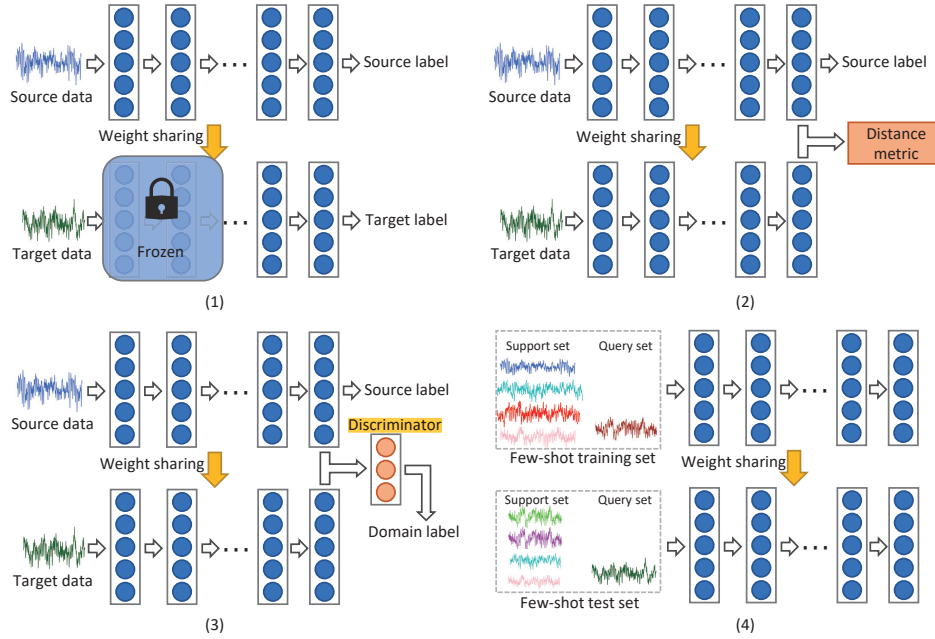 Source data
Source label
Weight sharing
Frozen
Target data
Target label
(1)
Source data
Source label
Weight sharing
Distance
metric
Target data
(2)
Source data
Source label
Discriminator
Weight sharing
Domain label
Target data
(3)
Support set
Query set
Few-shot training set
Weight sharing
Support set
Query set
Few-shot test set
(4)